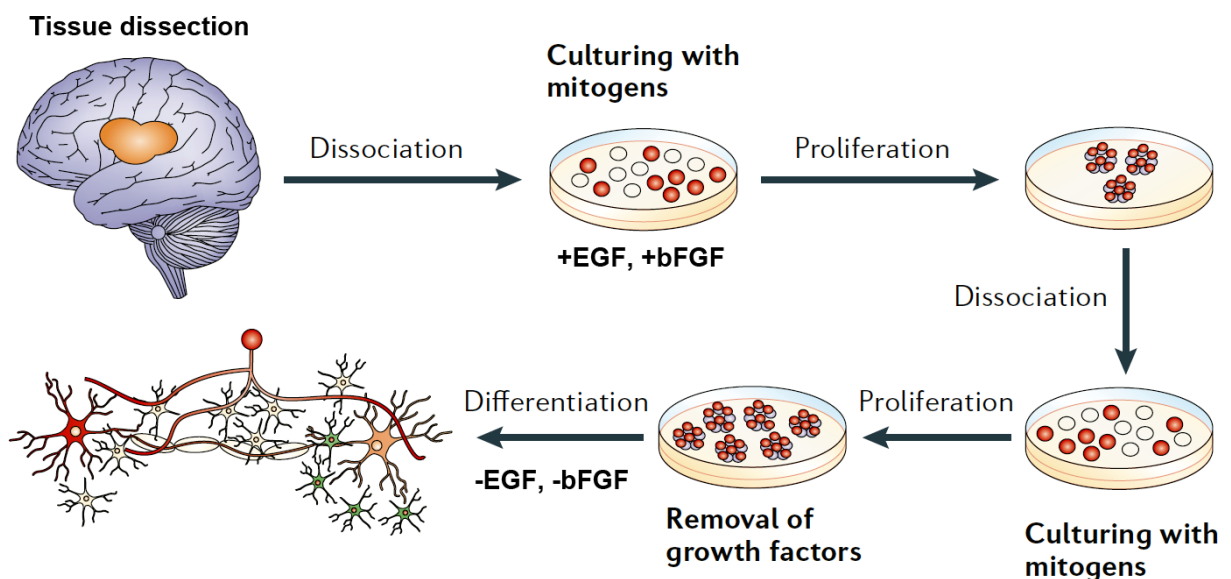 Tissue dissection
Dissociation
Culturing with
mitogens
+EGF, +bFGF
Proliferation
Dissociation
Culturing with
mitogens
Proliferation
Removal of
growth factors
Differentiation
-EGF, -bFGF